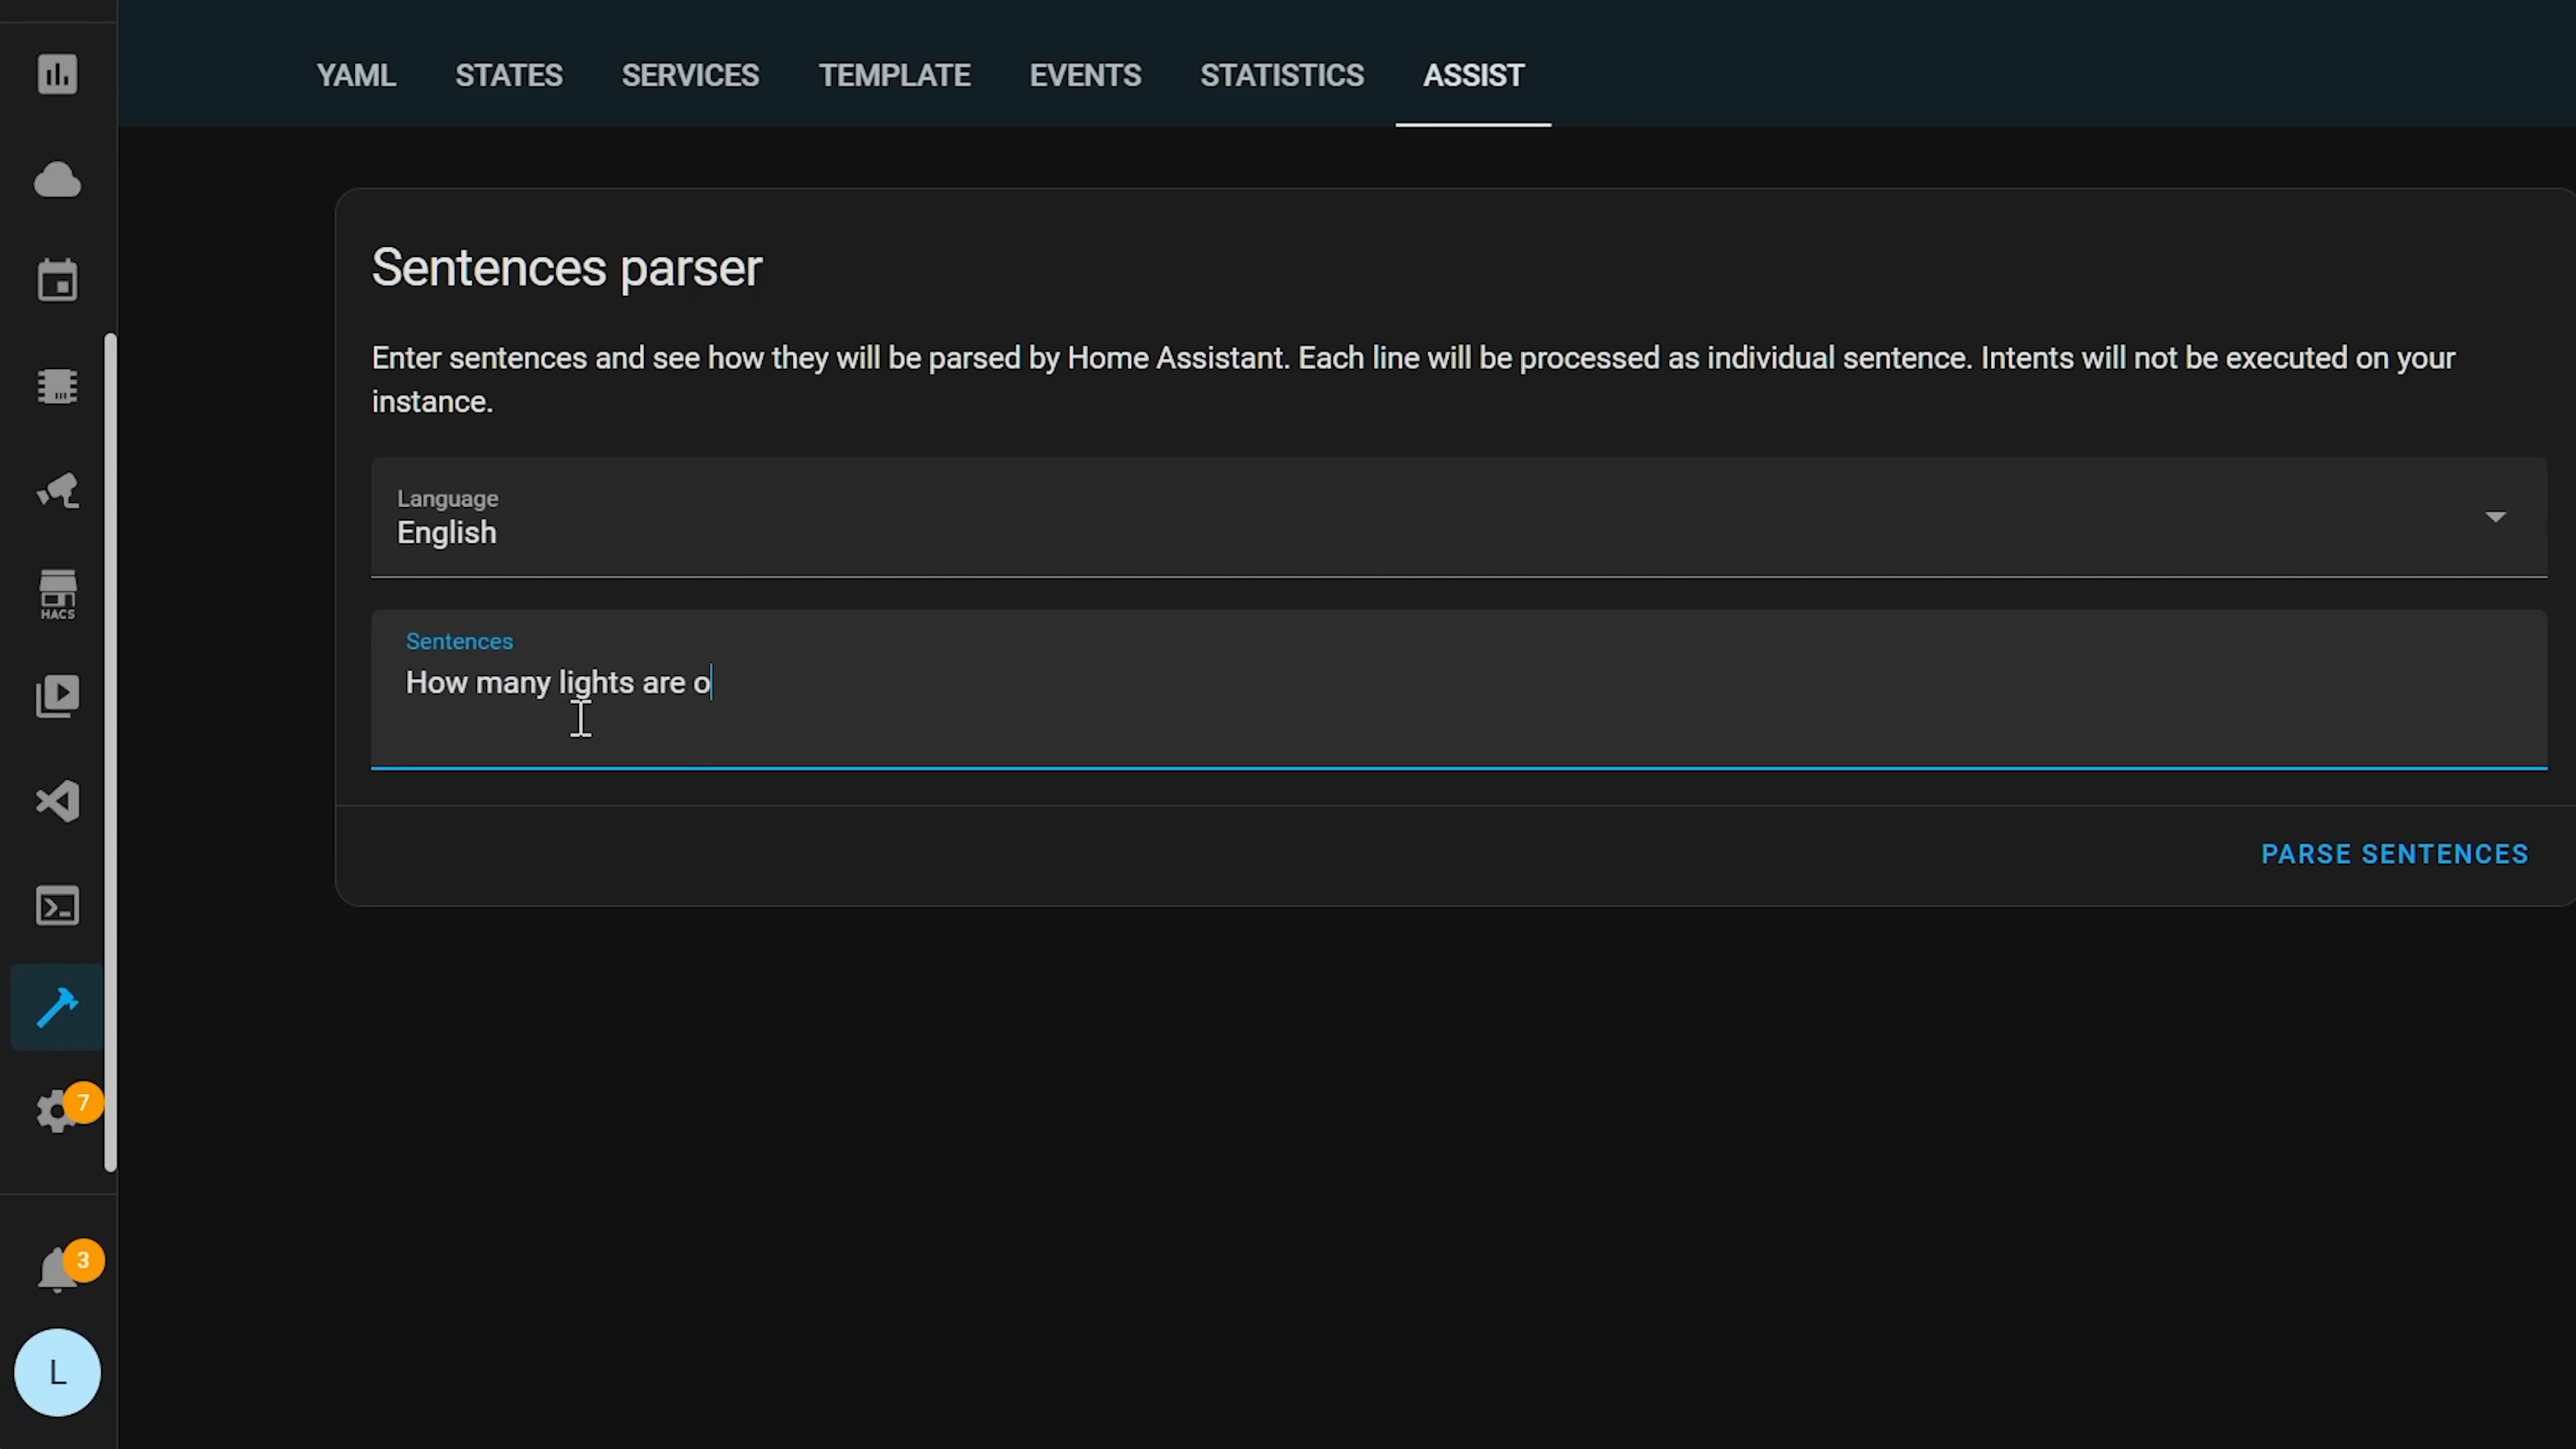 YAML STATES SERVICES TEMPLATE EVENTS STATISTICS ASSIST
Sentences parser
Enter sentences and see how they will be parsed by Home Assistant. Each line will be processed as individual sentence. Intents will not be executed on your
instance.
Language
English
Sentences
How many lights are o
PARSE SENTENCES
HACS
7
3
L